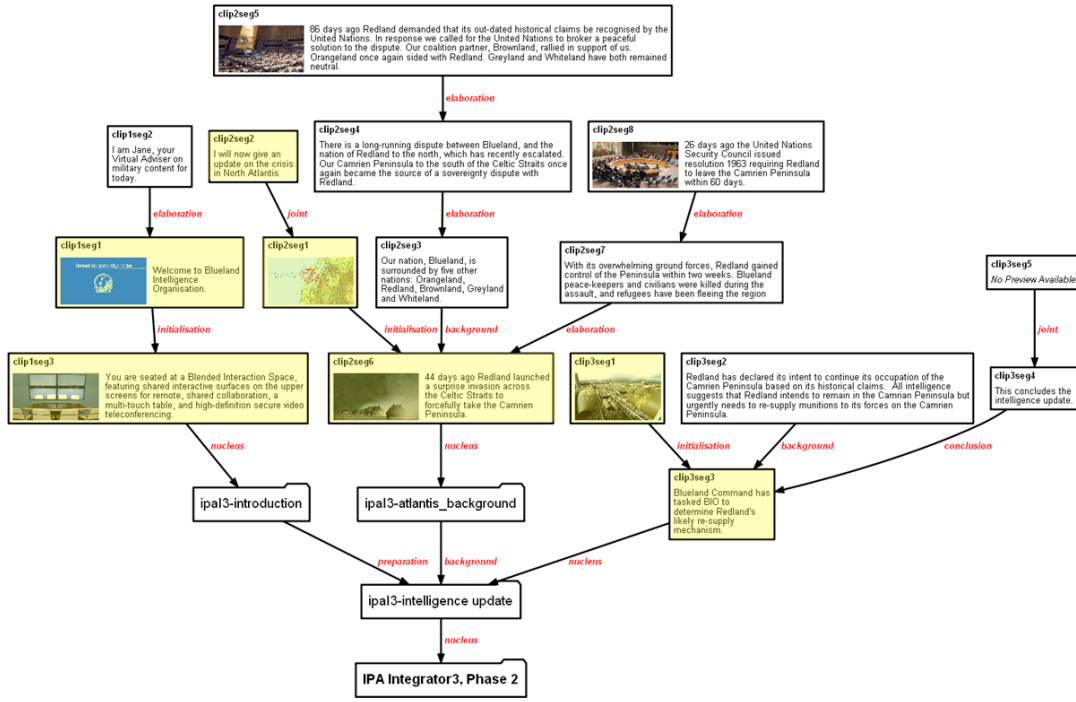 clip2seg5
86 days ago Redland demanded that its out-dated historical claims be recognised by the
United Nations. In response we called for the United Nations to broker a peaceful
solution to the dispute. Our coalition partner, Brownland, rallied in support of us.
Orangeland once again sided with Redland. Greyland and Whiteland have both remained
neutral.
elaboration
clip1seg2
I am Jane, your
Virtual Adviser on
military content for
today.
clip2seg2
I will now give an
update on the crisis
in North Atlantis
clip2seg4
There is a long-running dispute between Blueland, and the
nation of Redland to the north, which has recently escalated.
Our Camrien Peninsula to the south of the Celtic Straits once
again became the source of a sovereignty dispute with
Redland.
clip2seg8
26 days ago the United Nations
Security Council issued
resolution 1963 requiring Redland
to leave the Camrien Peninsula
within 60 days.
elaboration
joint
elaboration
elaboration
clip1seg1
Welcome to Blueland
Intelligence
Organisation.
clip2seg1
clip2seg3
Our nation, Blueland, is
surrounded by five other
nations: Orangeland,
Redland, Brownland, Greyland
and Whiteland.
clip2seg7
With its overwhelming ground forces, Redland gained
control of the Peninsula within two weeks. Blueland
peace-keepers and civilians were killed during the
assault, and refugees have been fleeing the region
clip3seg5
No Preview Available
initialisation
initialisation
background
elaboration
joint
clip1seg3
You are seated at a Blended Interaction Space,
featuring shared interactive surfaces on the upper
screens for remote, shared collaboration, a
multi-touch table, and high-definition secure video
teleconferencing.
clip2seg6
44 days ago Redland launched
a surprise invasion across
the Celtic Straits to
forcefully take the Camrien
Peninsula.
clip3seg1
clip3seg2
Redland has declared its intent to continue its occupation of the
Camrien Peninsula based on its historical claims. All intelligence
suggests that Redland intends to remain in the Camrian Peninsula but
urgently needs to re-supply munitions to its forces on the Camrien
Peninsula.
clip3seg4
This concludes the
intelligence update.
nucleus
nucleus
initialisation
background
conclusion
clip3seg3
Blueland Command has
tasked BIO to
determine Redland's
likely re-supply
mechanism.
ipal3-introduction
ipal3-atlantis_background
preparation
background
nucleus
ipal3-intelligence update
nucleus
IPA Integrator3, Phase 2